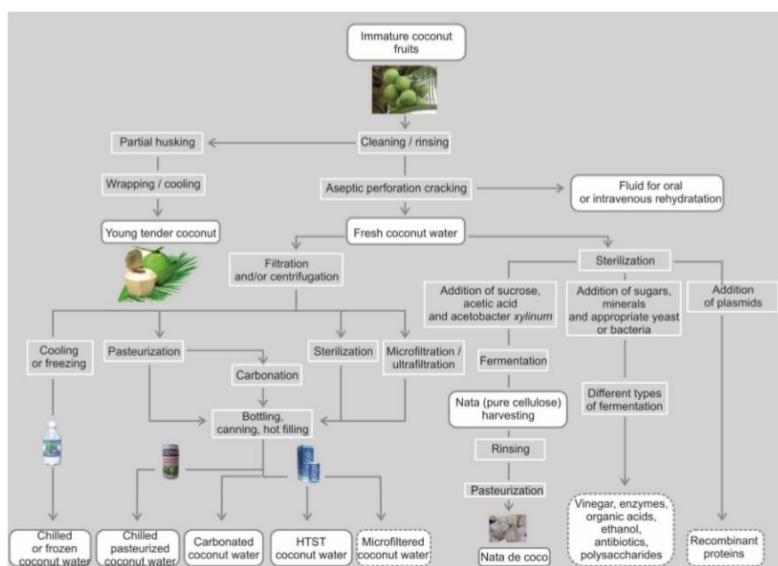 Immature coconut
fruits
Partial husking
Cleaning / rinsing
Wrapping / cooling
Aseptic perforation cracking
Fluid for oral
or intravenous rehydratation
Young tender coconut
Fresh coconut water
Filtration
and/or centrifugation
Sterilization
Addition of sucrose,
acetic acid
and acetobacter xylinum
Addition of sugars,
minerals
and appropriate yeast
or bacteria
Addition
of plasmids
Cooling
or freezing
Pasteurization
Sterilization
Microfiltration /
ultrafiltration
Carbonation
Fermentation
Bottling,
canning, hot filling
Nata (pure cellulose)
harvesting
Different types
of fermentation
Rinsing
Pasteurization
Chilled
or frozen
coconut water
Chilled
pasteurized
coconut water
Carbonated
coconut water
HTST
coconut water
Microfiltered
coconut water
Nata de coco
Vinegar, enzymes,
organic acids,
ethanol,
antibiotics,
polysaccharides
Recombinant
proteins